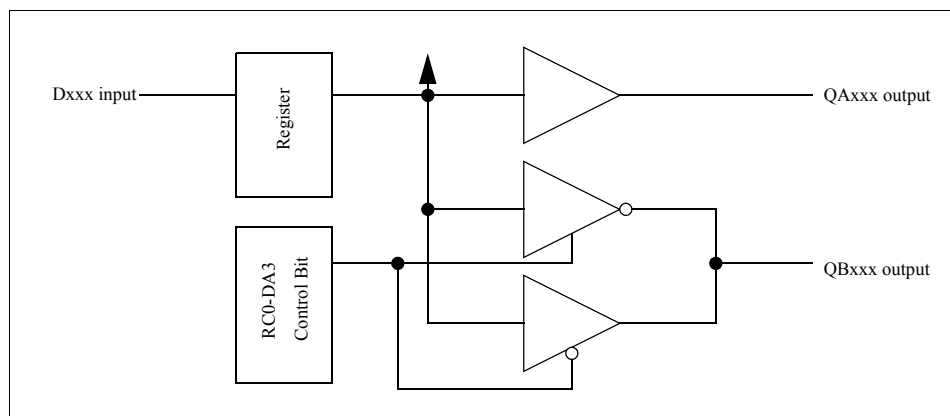 Dxxx input
Register
QAxxx output
RC0-DA3
Control Bit
QBxxx output